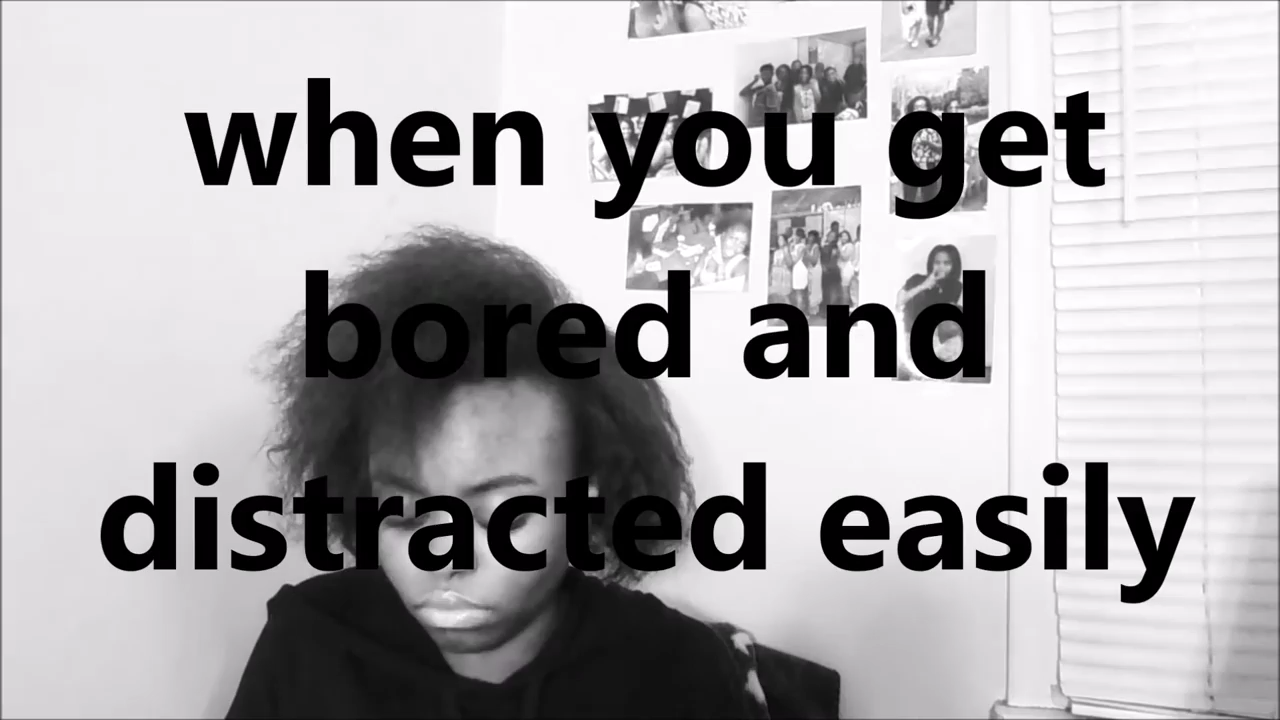 when you get
bored and
distracted easily